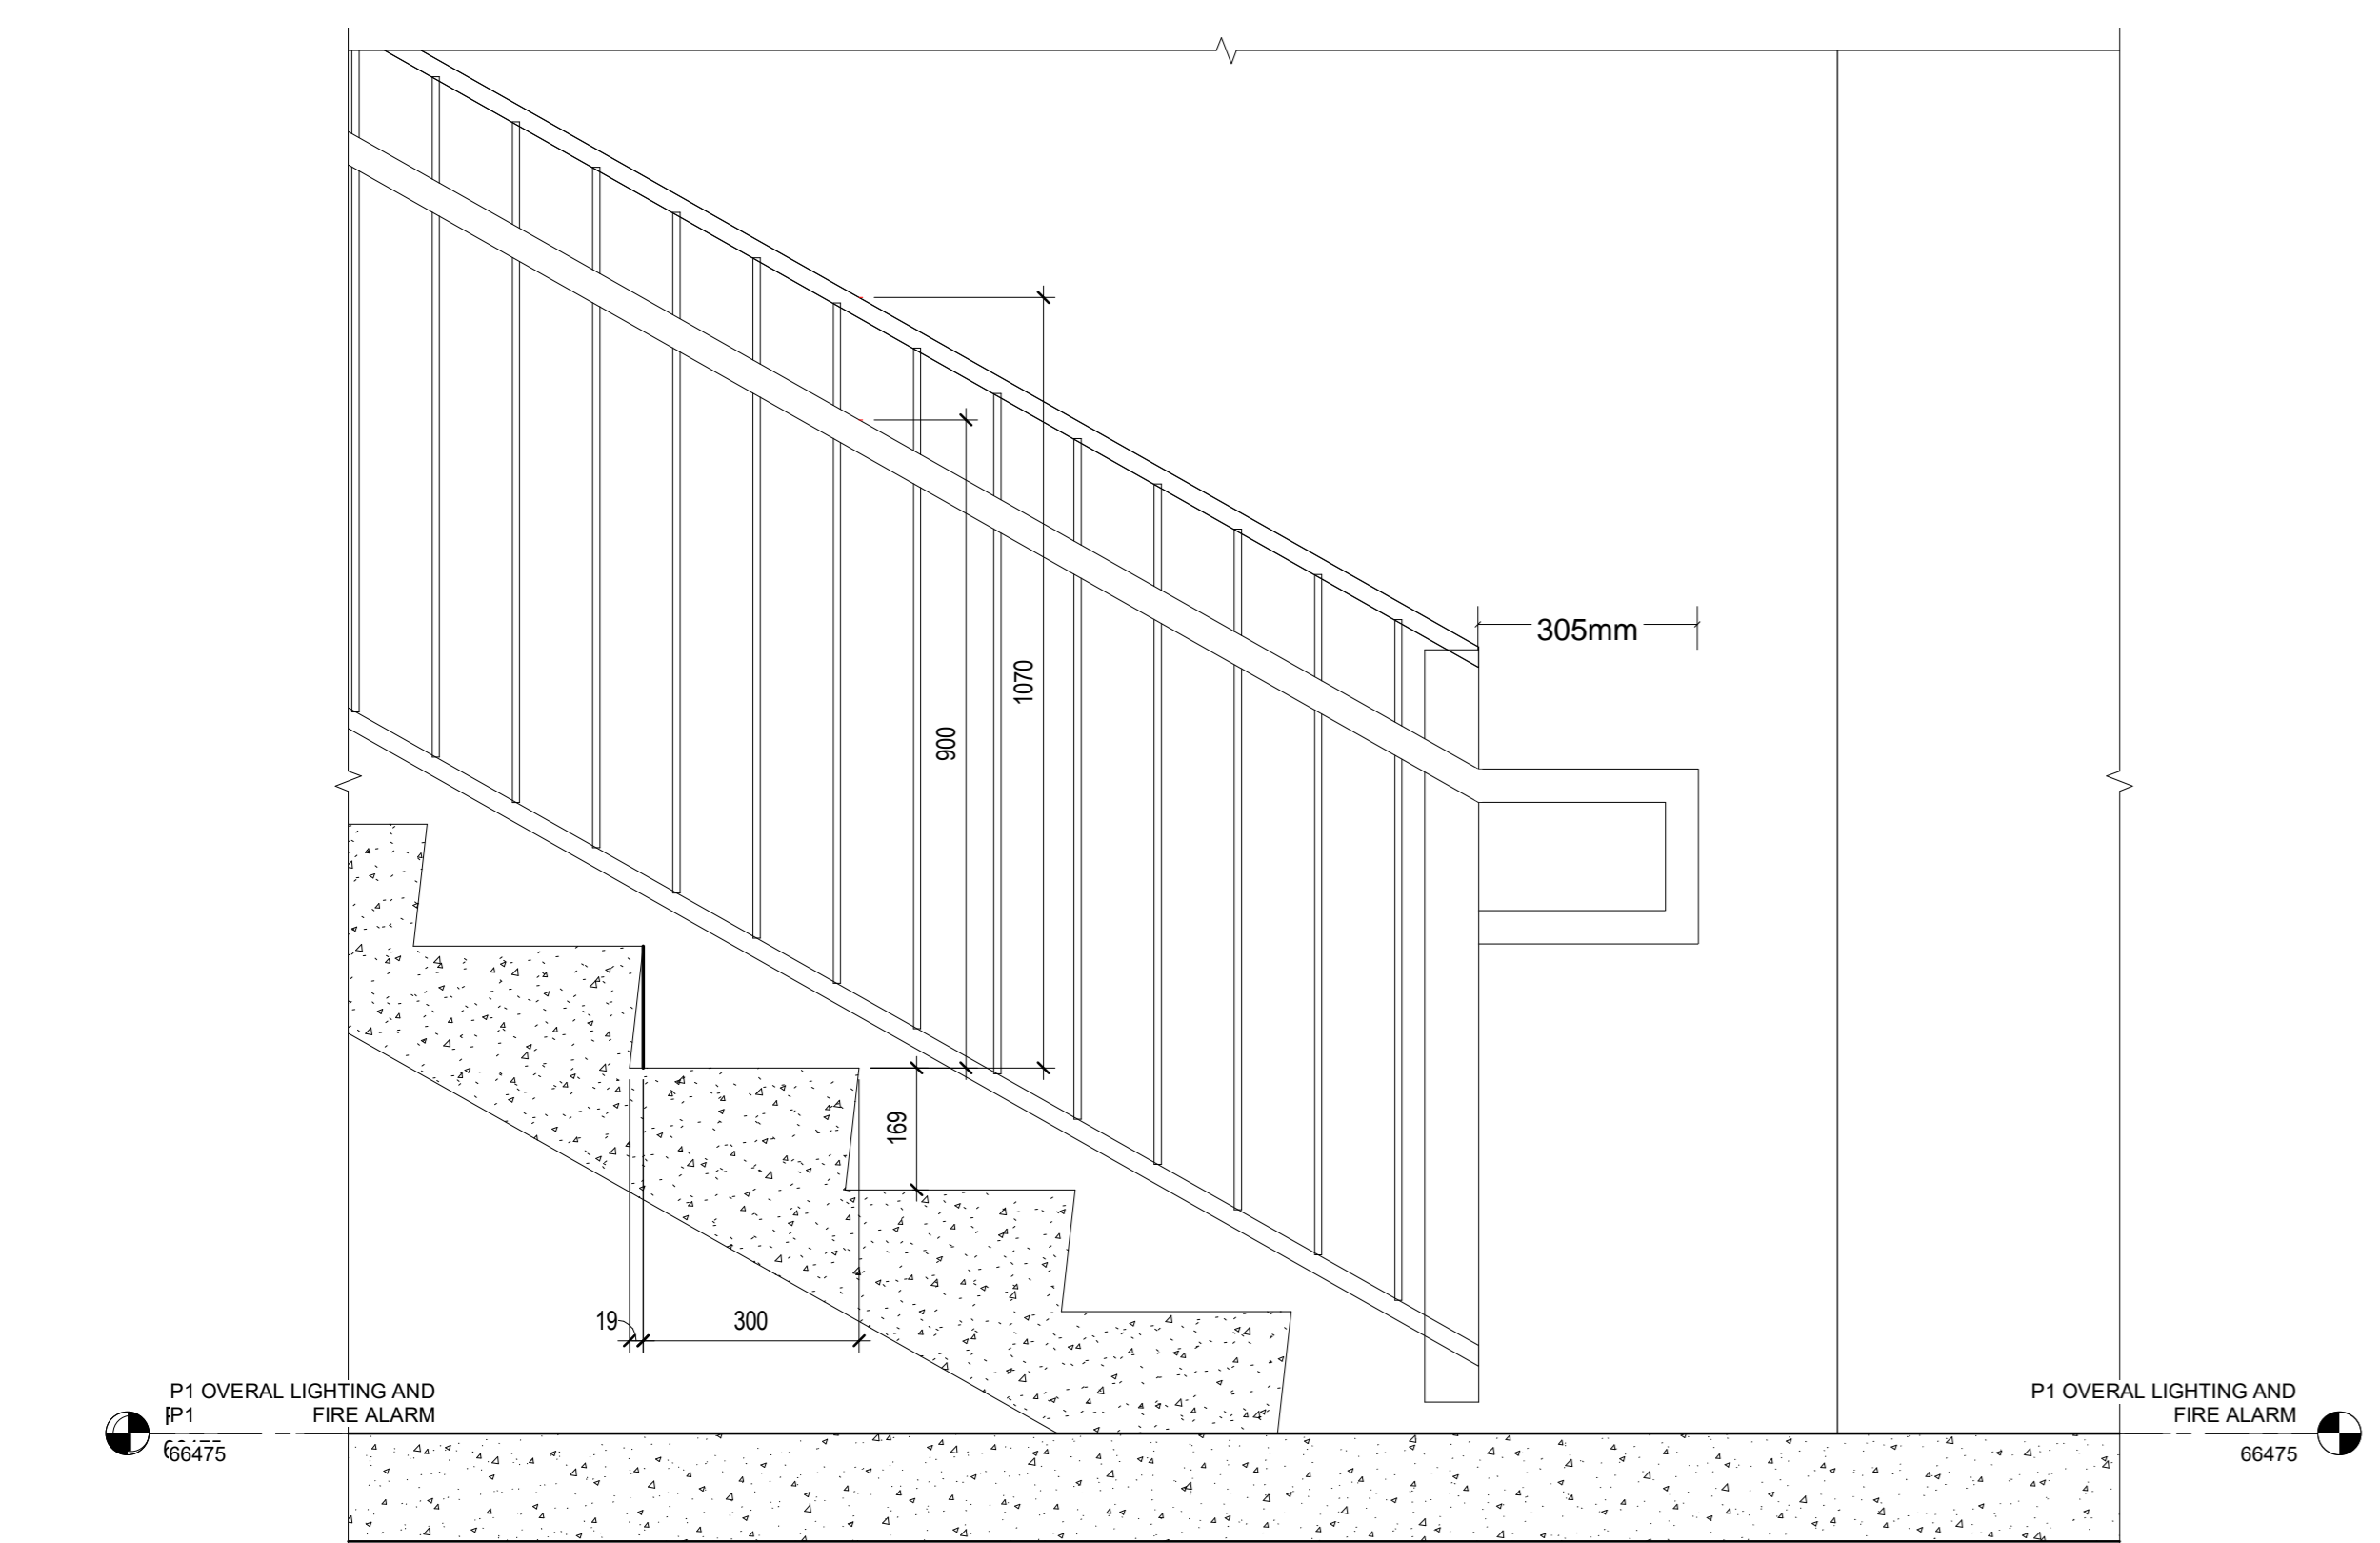 305mm
1070
900
169
19
300
P1 OVERAL LIGHTING AND
P1 FIRE ALARM
66475
P1 OVERAL LIGHTING AND
FIRE ALARM
66475